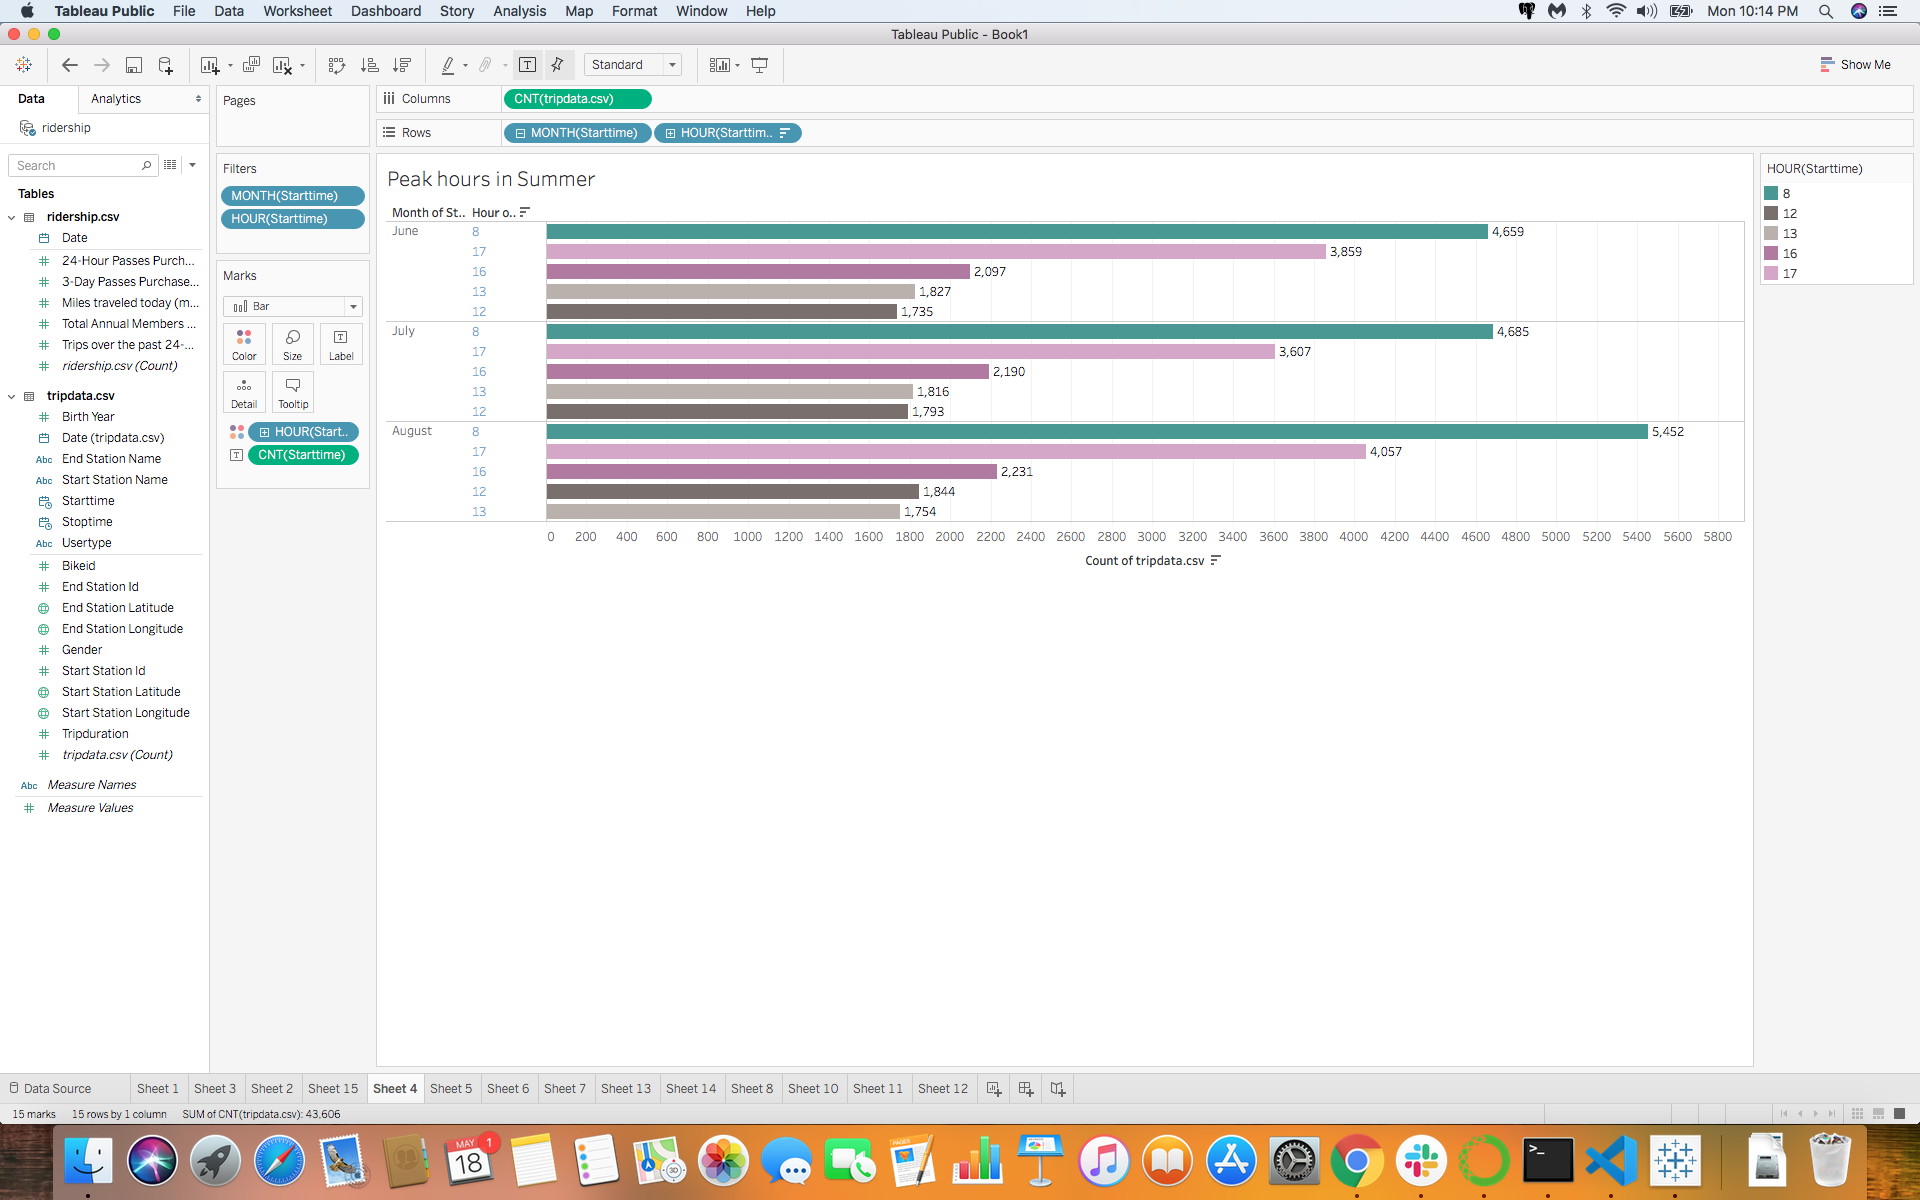 Tableau Public File Data Worksheet Dashboard Story Analysis Map Format Window Help Mon 10:14 PM
Tableau Public - Book1
Standard Show Me
Data Analytics
ridership
Search
Tables
ridership.csv
Date
24-Hour Passes Purch...
3-Day Passes Purchase...
Miles traveled today (m...
Total Annual Members ...
Trips over the past 24-...
ridership.csv (Count)
tripdata.csv
Birth Year
Date (tripdata.csv)
Abc End Station Name
Abc Start Station Name
Starttime
Stoptime
Abc Usertype
Bikeid
End Station Id
End Station Latitude
End Station Longitude
Gender
Start Station Id
Start Station Latitude
Start Station Longitude
Tripduration
tripdata.csv (Count)
Abc Measure Names
Measure Values
Pages
Filters
MONTH(Starttime)
HOUR(Starttime)
Marks
Bar
Color Size Label
Detail Tooltip
HOUR(Start..
CNT(Starttime)
Columns CNT(tripdata.csv)
Rows MONTH(Starttime) HOUR(Starttim..
Peak hours in Summer
Month of St.. Hour o..
June 8 4,659
17 3,859
16 2,097
13 1,827
12 1,735
July 8 4,685
17 3,607
16 2,190
13 1,816
12 1,793
August 8 5,452
17 4,057
16 2,231
12 1,844
13 1,754
0 200 400 600 800 1000 1200 1400 1600 1800 2000 2200 2400 2600 2800 3000 3200 3400 3600 3800 4000 4200 4400 4600 4800 5000 5200 5400 5600 5800
Count of tripdata.csv
HOUR(Starttime)
8
12
13
16
17
Data Source Sheet 1 Sheet 3 Sheet 2 Sheet 15 Sheet 4 Sheet 5 Sheet 6 Sheet 7 Sheet 13 Sheet 14 Sheet 8 Sheet 10 Sheet 11 Sheet 12
15 marks 15 rows by 1 column SUM of CNT(tripdata.csv): 43,606
MAY 1
18
3D
PAGES